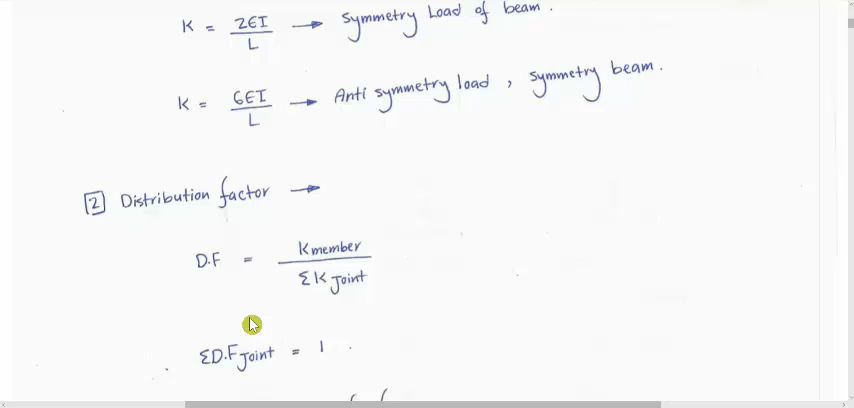 K = 2EI / L → Symmetry Load of beam.
K = 6EI / L → Anti symmetry load, symmetry beam.
2 Distribution factor →
D.F = Kmember / ΣK Joint
ΣD.F Joint = 1.